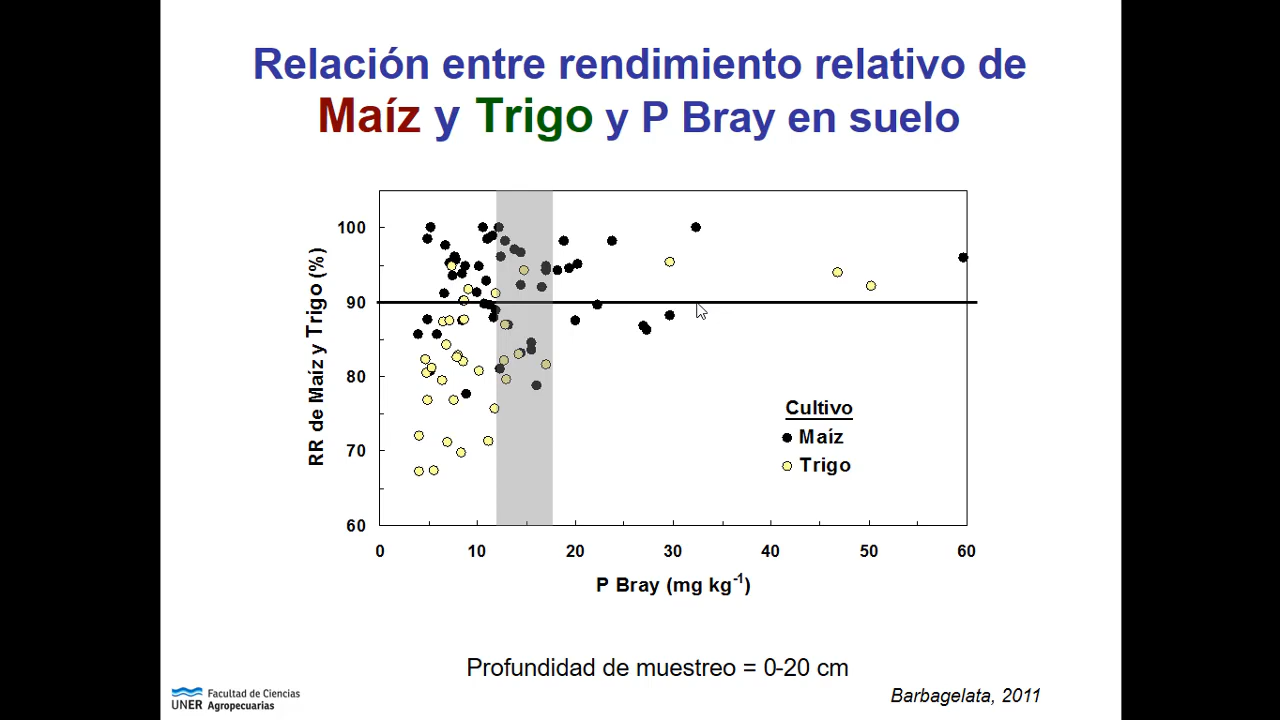 Relación entre rendimiento relativo de
Maíz y Trigo y P Bray en suelo
RR de Maíz y Trigo (%)
100
90
80
70
60
0 10 20 30 40 50 60
P Bray (mg kg-1)
Cultivo
Maíz
Trigo
Profundidad de muestreo = 0-20 cm
Facultad de Ciencias
UNER Agropecuarias
Barbagelata, 2011